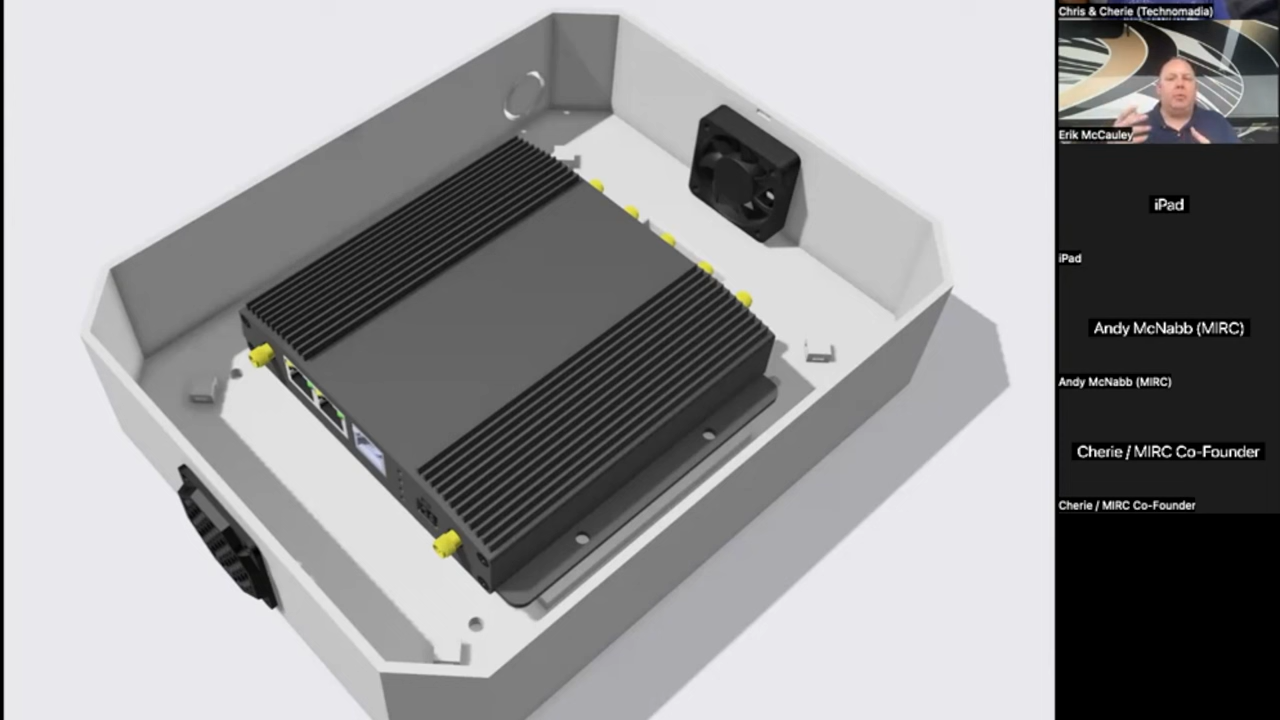 Chris & Cherie (Technomadia)
Erik McCauley
iPad
iPad
Andy McNabb (MIRC)
Andy McNabb (MIRC)
Cherie / MIRC Co-Founder
Cherie / MIRC Co-Founder